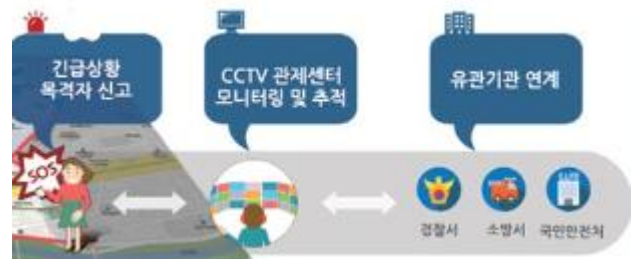 긴급상황
목격자 신고
CCTV 관제센터
모니터링 및 추적
유관기관 연계
SOS
경찰서
소방서
국민안전처